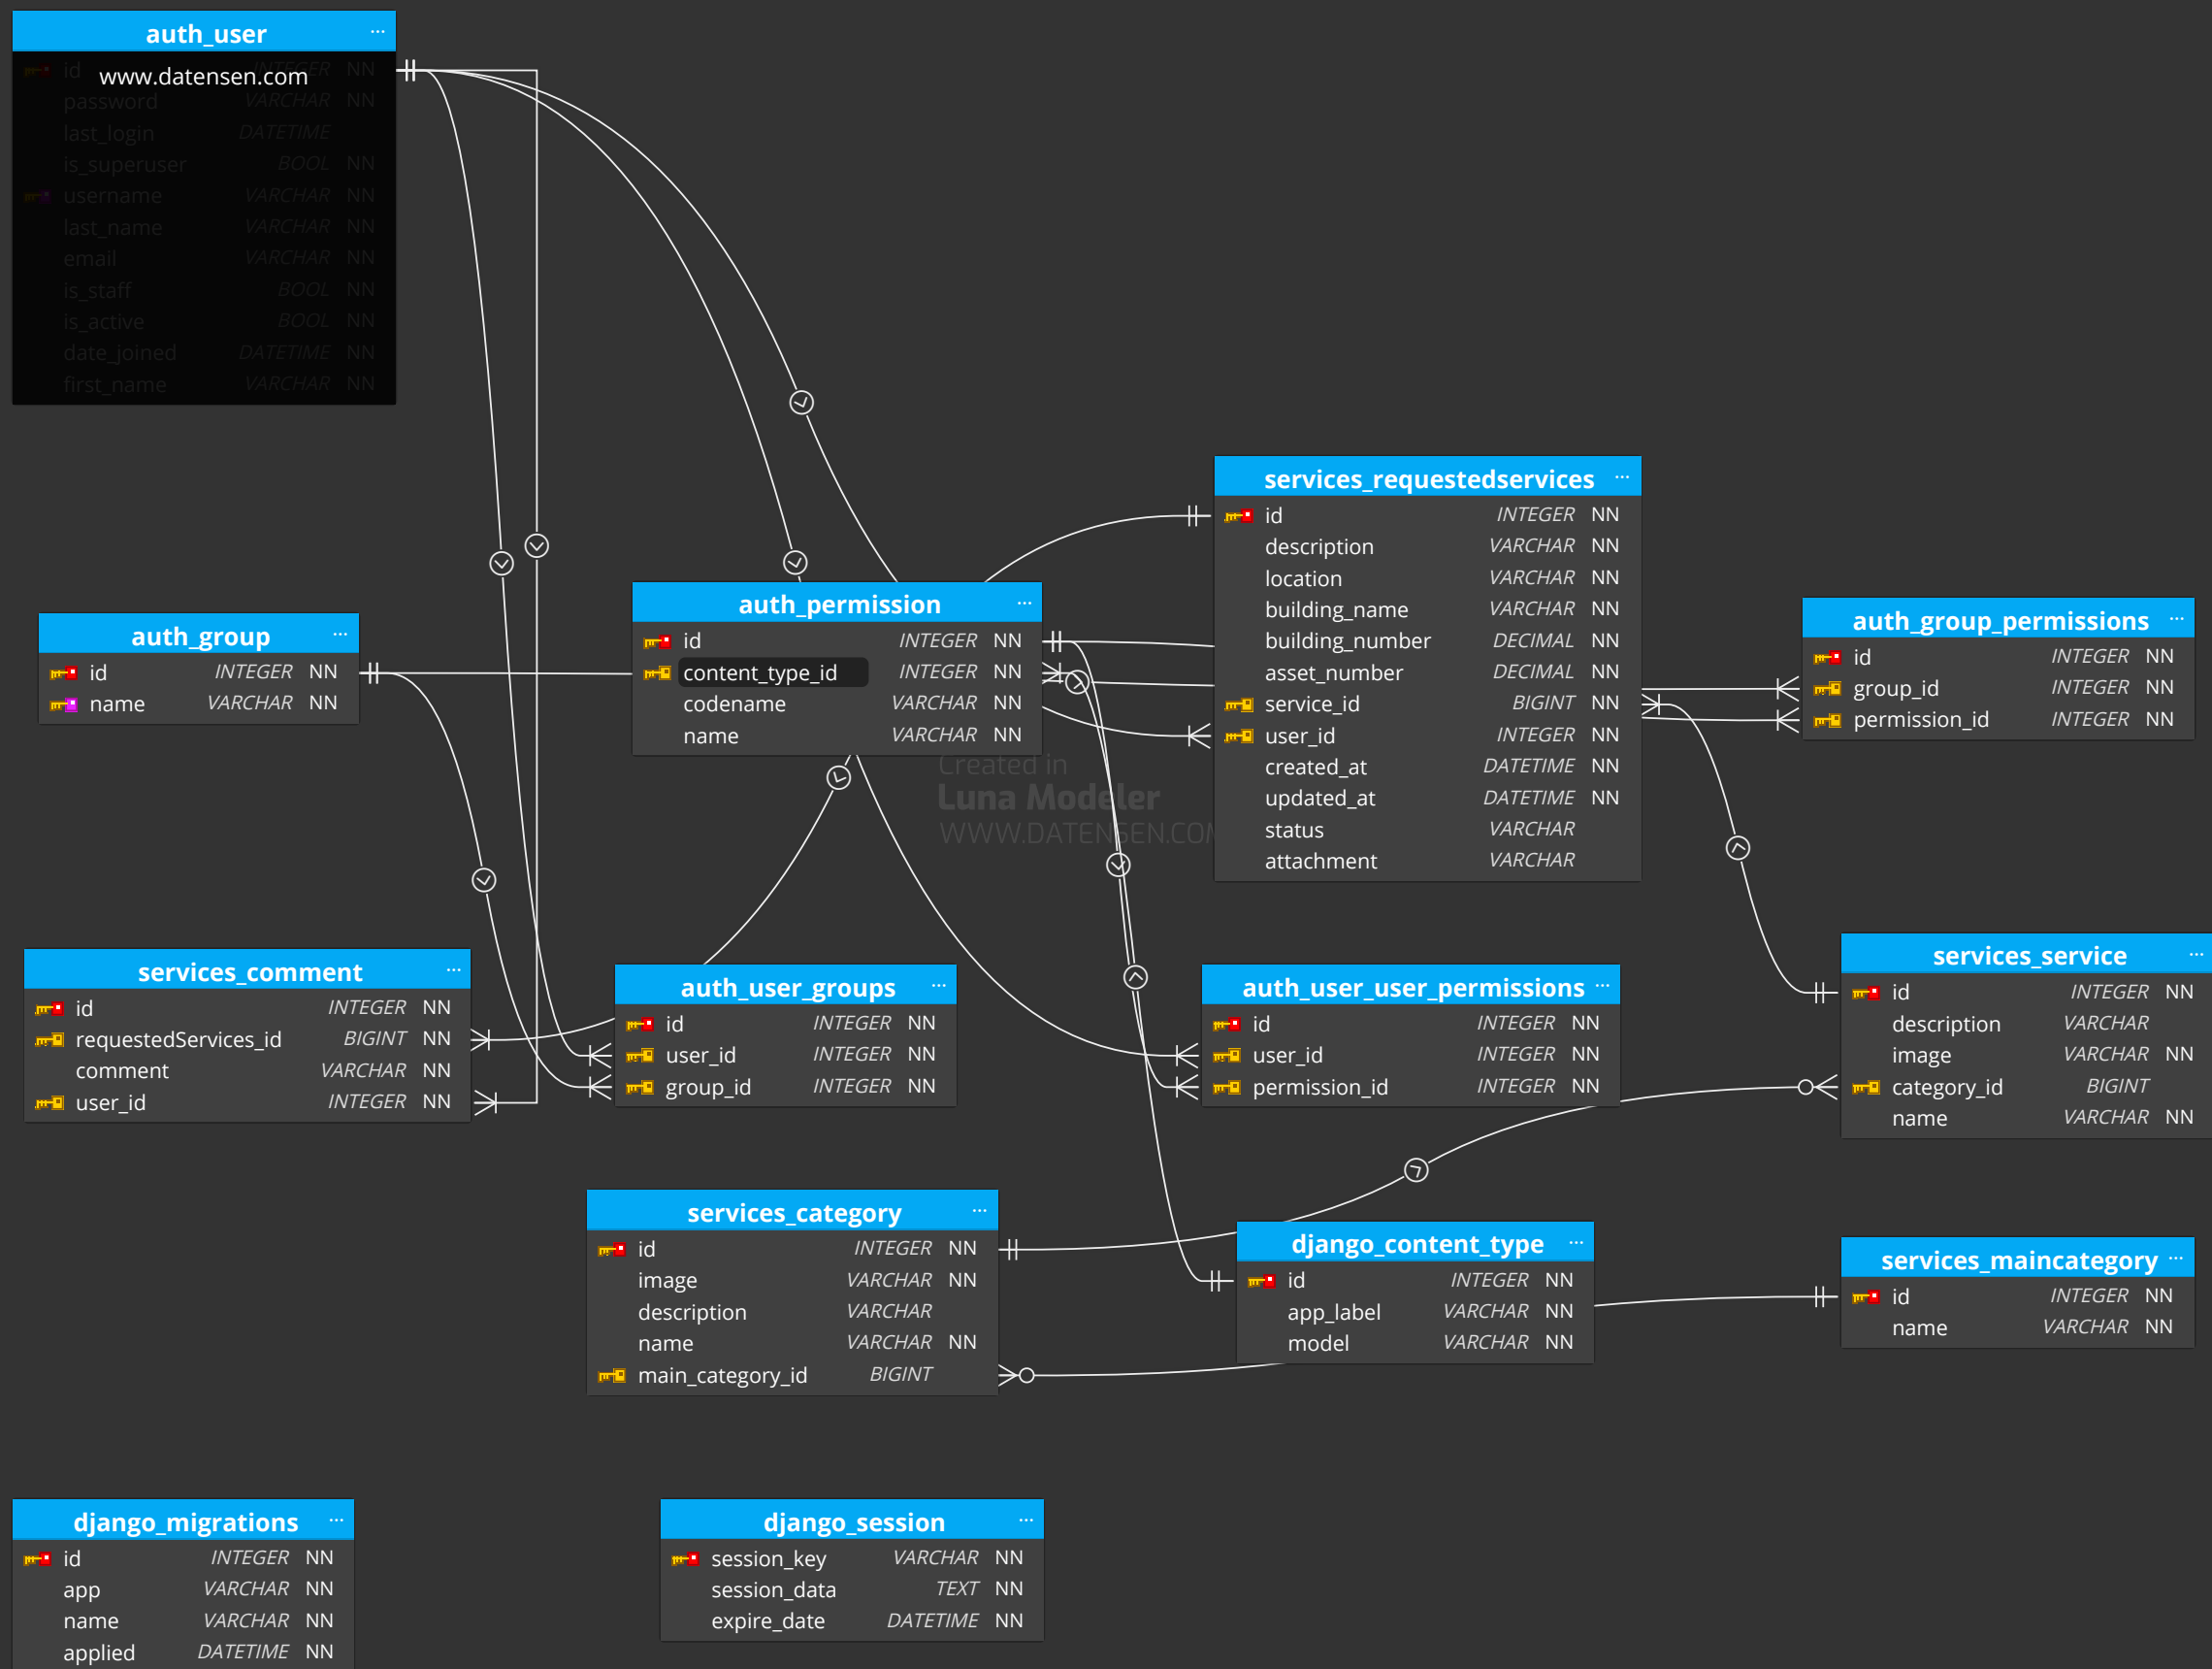 auth_user ...
www.datensen.com
id INTEGER NN
password VARCHAR NN
last_login DATETIME
is_superuser BOOL NN
username VARCHAR NN
last_name VARCHAR NN
email VARCHAR NN
is_staff BOOL NN
is_active BOOL NN
date_joined DATETIME NN
first_name VARCHAR NN
services_requestedservices ...
id INTEGER NN
description VARCHAR NN
location VARCHAR NN
building_name VARCHAR NN
building_number DECIMAL NN
asset_number DECIMAL NN
service_id BIGINT NN
user_id INTEGER NN
created_at DATETIME NN
updated_at DATETIME NN
status VARCHAR
attachment VARCHAR
auth_group ...
id INTEGER NN
name VARCHAR NN
auth_permission ...
id INTEGER NN
content_type_id INTEGER NN
codename VARCHAR NN
name VARCHAR NN
auth_group_permissions ...
id INTEGER NN
group_id INTEGER NN
permission_id INTEGER NN
Created in
Luna Modeler
WWW.DATENSEN.COM
services_comment ...
id INTEGER NN
requestedServices_id BIGINT NN
comment VARCHAR NN
user_id INTEGER NN
auth_user_groups ...
id INTEGER NN
user_id INTEGER NN
group_id INTEGER NN
auth_user_user_permissions ...
id INTEGER NN
user_id INTEGER NN
permission_id INTEGER NN
services_service ...
id INTEGER NN
description VARCHAR
image VARCHAR NN
category_id BIGINT
name VARCHAR NN
services_category ...
id INTEGER NN
image VARCHAR NN
description VARCHAR
name VARCHAR NN
main_category_id BIGINT
django_content_type ...
id INTEGER NN
app_label VARCHAR NN
model VARCHAR NN
services_maincategory ...
id INTEGER NN
name VARCHAR NN
django_migrations ...
id INTEGER NN
app VARCHAR NN
name VARCHAR NN
applied DATETIME NN
django_session ...
session_key VARCHAR NN
session_data TEXT NN
expire_date DATETIME NN